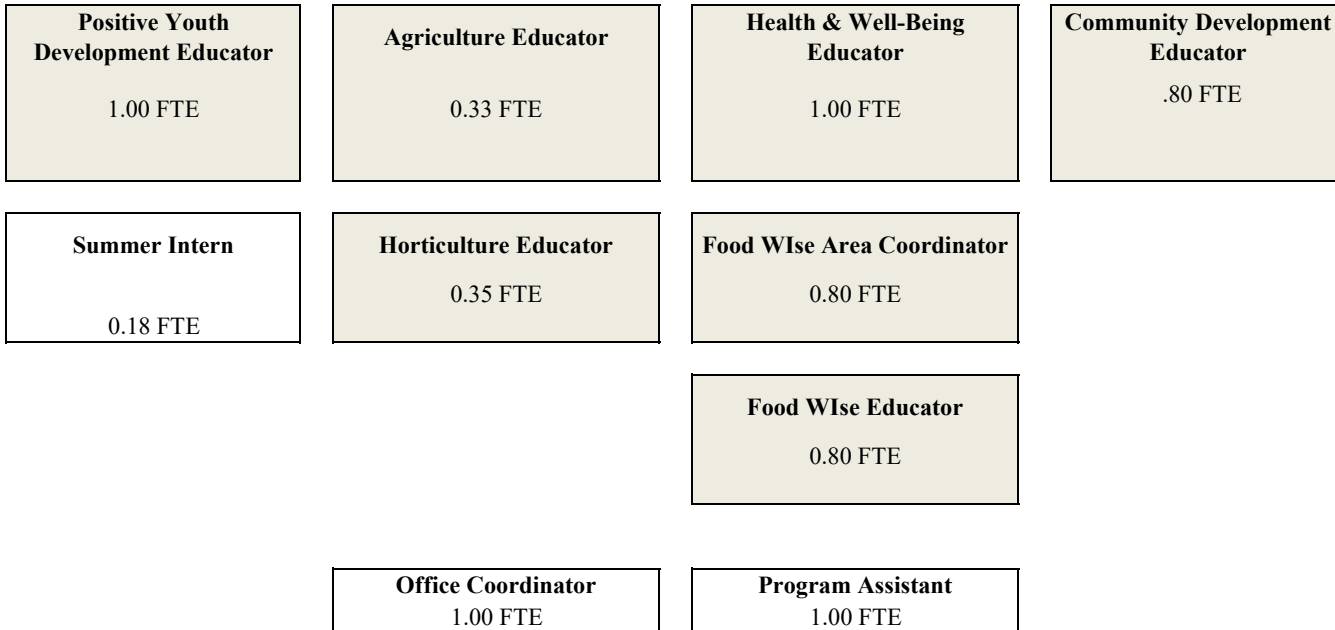 Positive Youth
Development Educator
1.00 FTE
Agriculture Educator
0.33 FTE
Health & Well-Being
Educator
1.00 FTE
Community Development
Educator
.80 FTE
Summer Intern
0.18 FTE
Horticulture Educator
0.35 FTE
Food WIse Area Coordinator
0.80 FTE
Food WIse Educator
0.80 FTE
Office Coordinator
1.00 FTE
Program Assistant
1.00 FTE